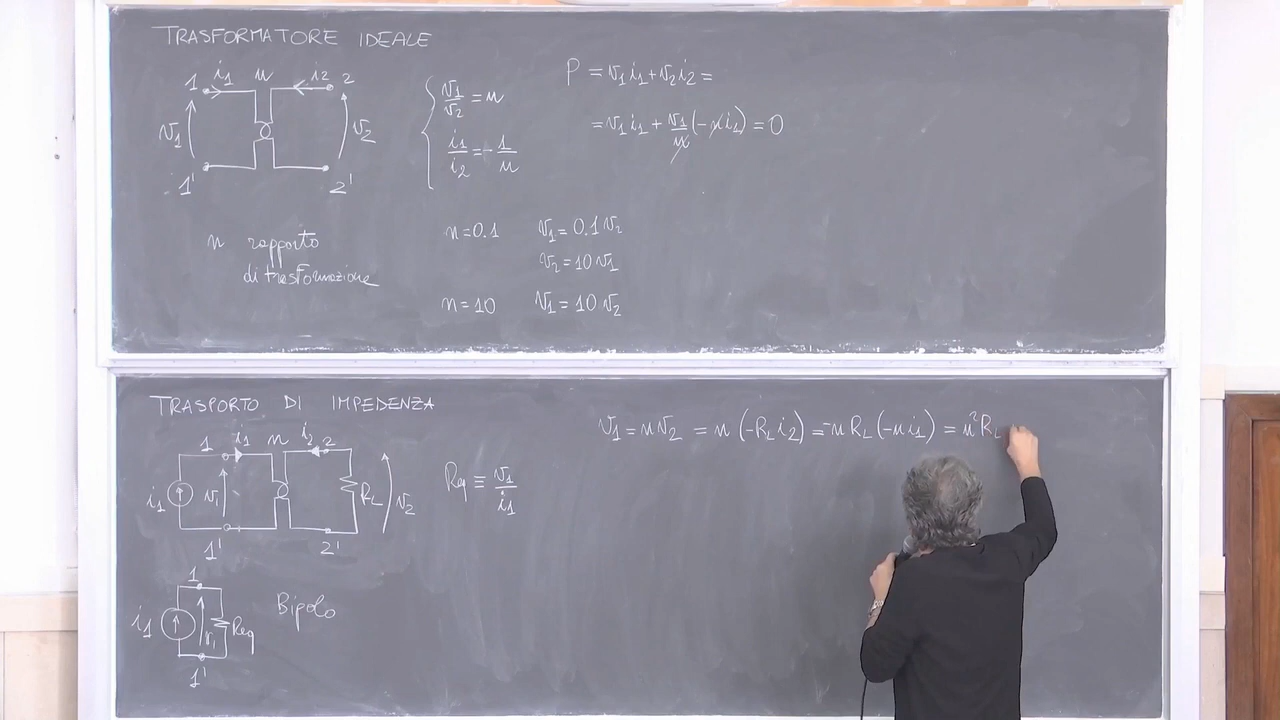 TRASFORMATORE IDEALE
1 i1 n i2 2
v1 v2
1' 2'
v1/v2 = n
i1/i2 = -1/n
P = v1 i1 + v2 i2 =
= v1 i1 + v1/n (-n i1) = 0
n rapporto
di trasformazione
n = 0.1 v1 = 0.1 v2
v2 = 10 v1
n = 10 v1 = 10 v2
TRASPORTO DI IMPEDENZA
1 i1 n i2 2
i1 v1 RL v2
1' 2'
Req ≡ v1/i1
v1 = n v2 = n (-RL i2) = -n RL (-n i1) = n² RL
1
i1 v1 Req
1'
Bipolo